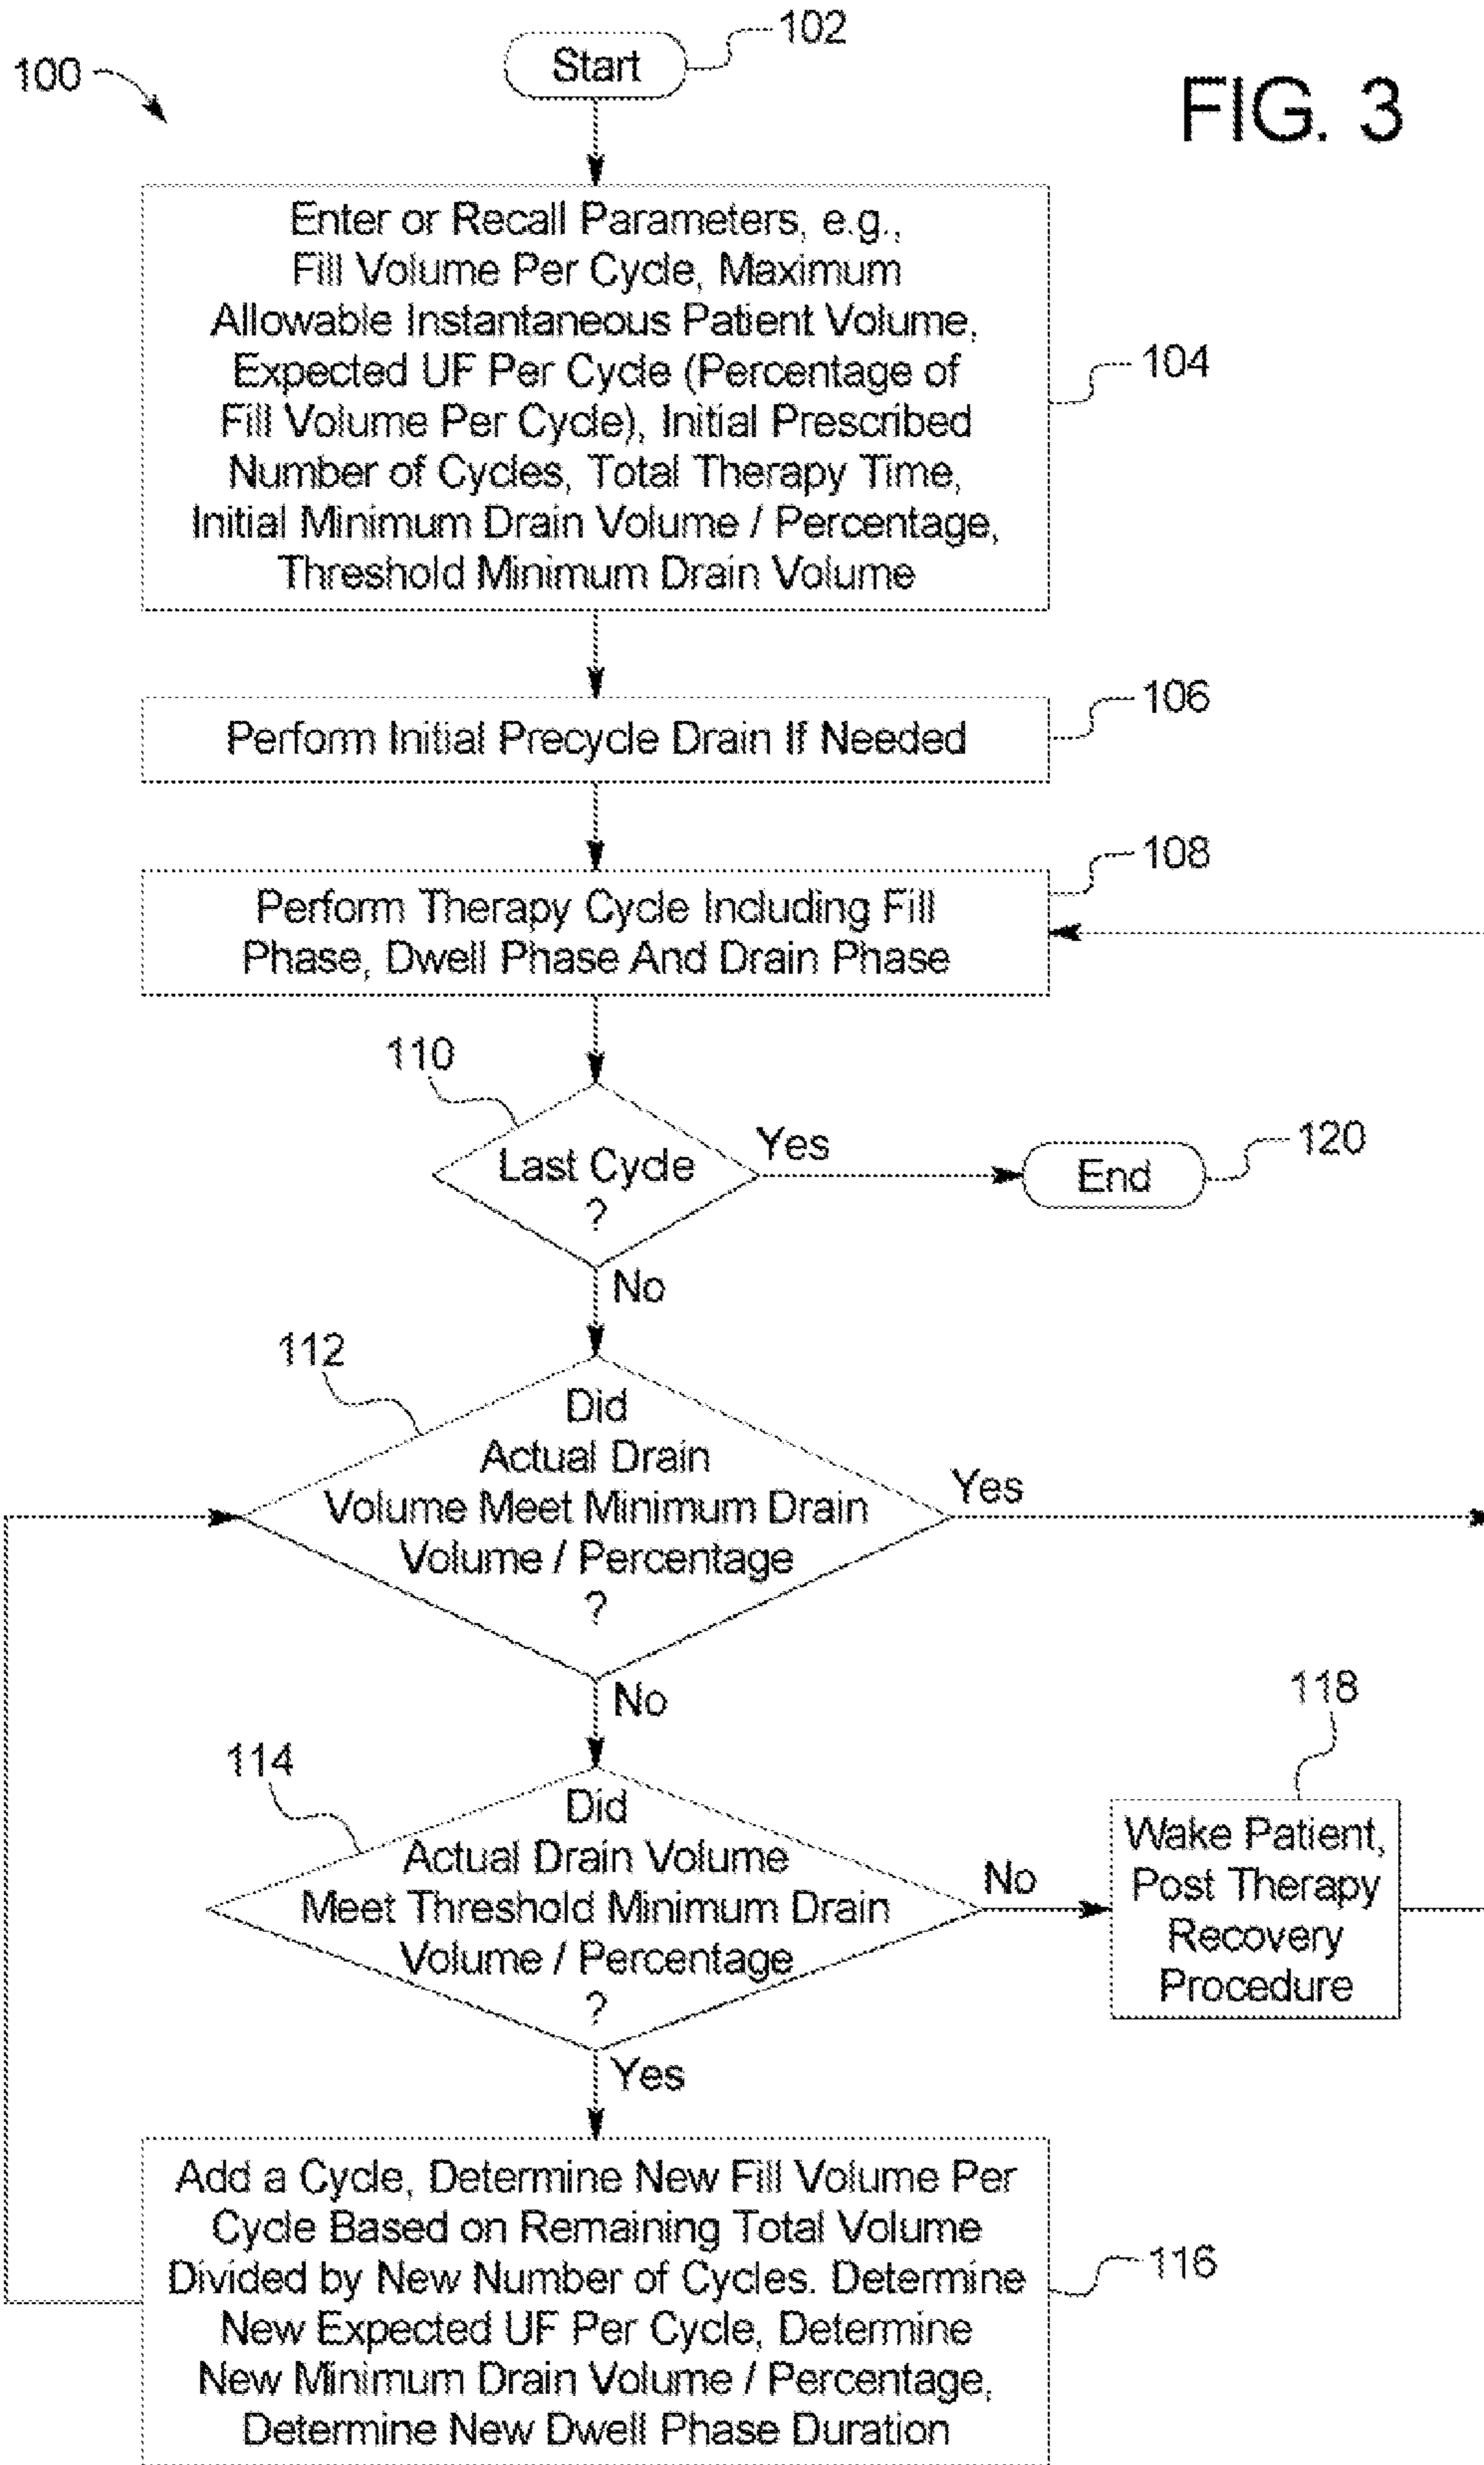 100
Start
102
FIG. 3
Enter or Recall Parameters, e.g.,
Fill Volume Per Cycle, Maximum
Allowable Instantaneous Patient Volume,
Expected UF Per Cycle (Percentage of
Fill Volume Per Cycle), Initial Prescribed
Number of Cycles, Total Therapy Time,
Initial Minimum Drain Volume / Percentage,
Threshold Minimum Drain Volume
104
Perform Initial Precycle Drain If Needed
106
Perform Therapy Cycle Including Fill
Phase, Dwell Phase And Drain Phase
108
110
Last Cycle
?
Yes
End
120
No
112
Did
Actual Drain
Volume Meet Minimum Drain
Volume / Percentage
?
Yes
No
114
Did
Actual Drain Volume
Meet Threshold Minimum Drain
Volume / Percentage
?
No
118
Wake Patient,
Post Therapy
Recovery
Procedure
Yes
Add a Cycle, Determine New Fill Volume Per
Cycle Based on Remaining Total Volume
Divided by New Number of Cycles. Determine
New Expected UF Per Cycle, Determine
New Minimum Drain Volume / Percentage,
Determine New Dwell Phase Duration
116